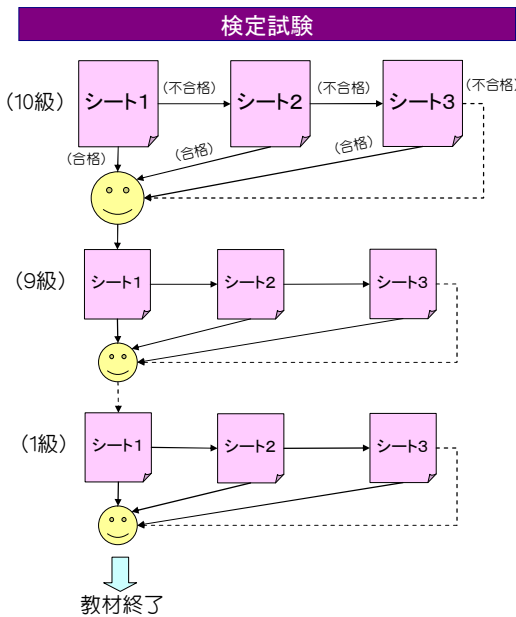 検定試験
(10級)
シート1
(不合格)
シート2
(不合格)
シート3
(不合格)
(合格)
(合格)
(合格)
(9級)
シート1
シート2
シート3
(1級)
シート1
シート2
シート3
教材終了